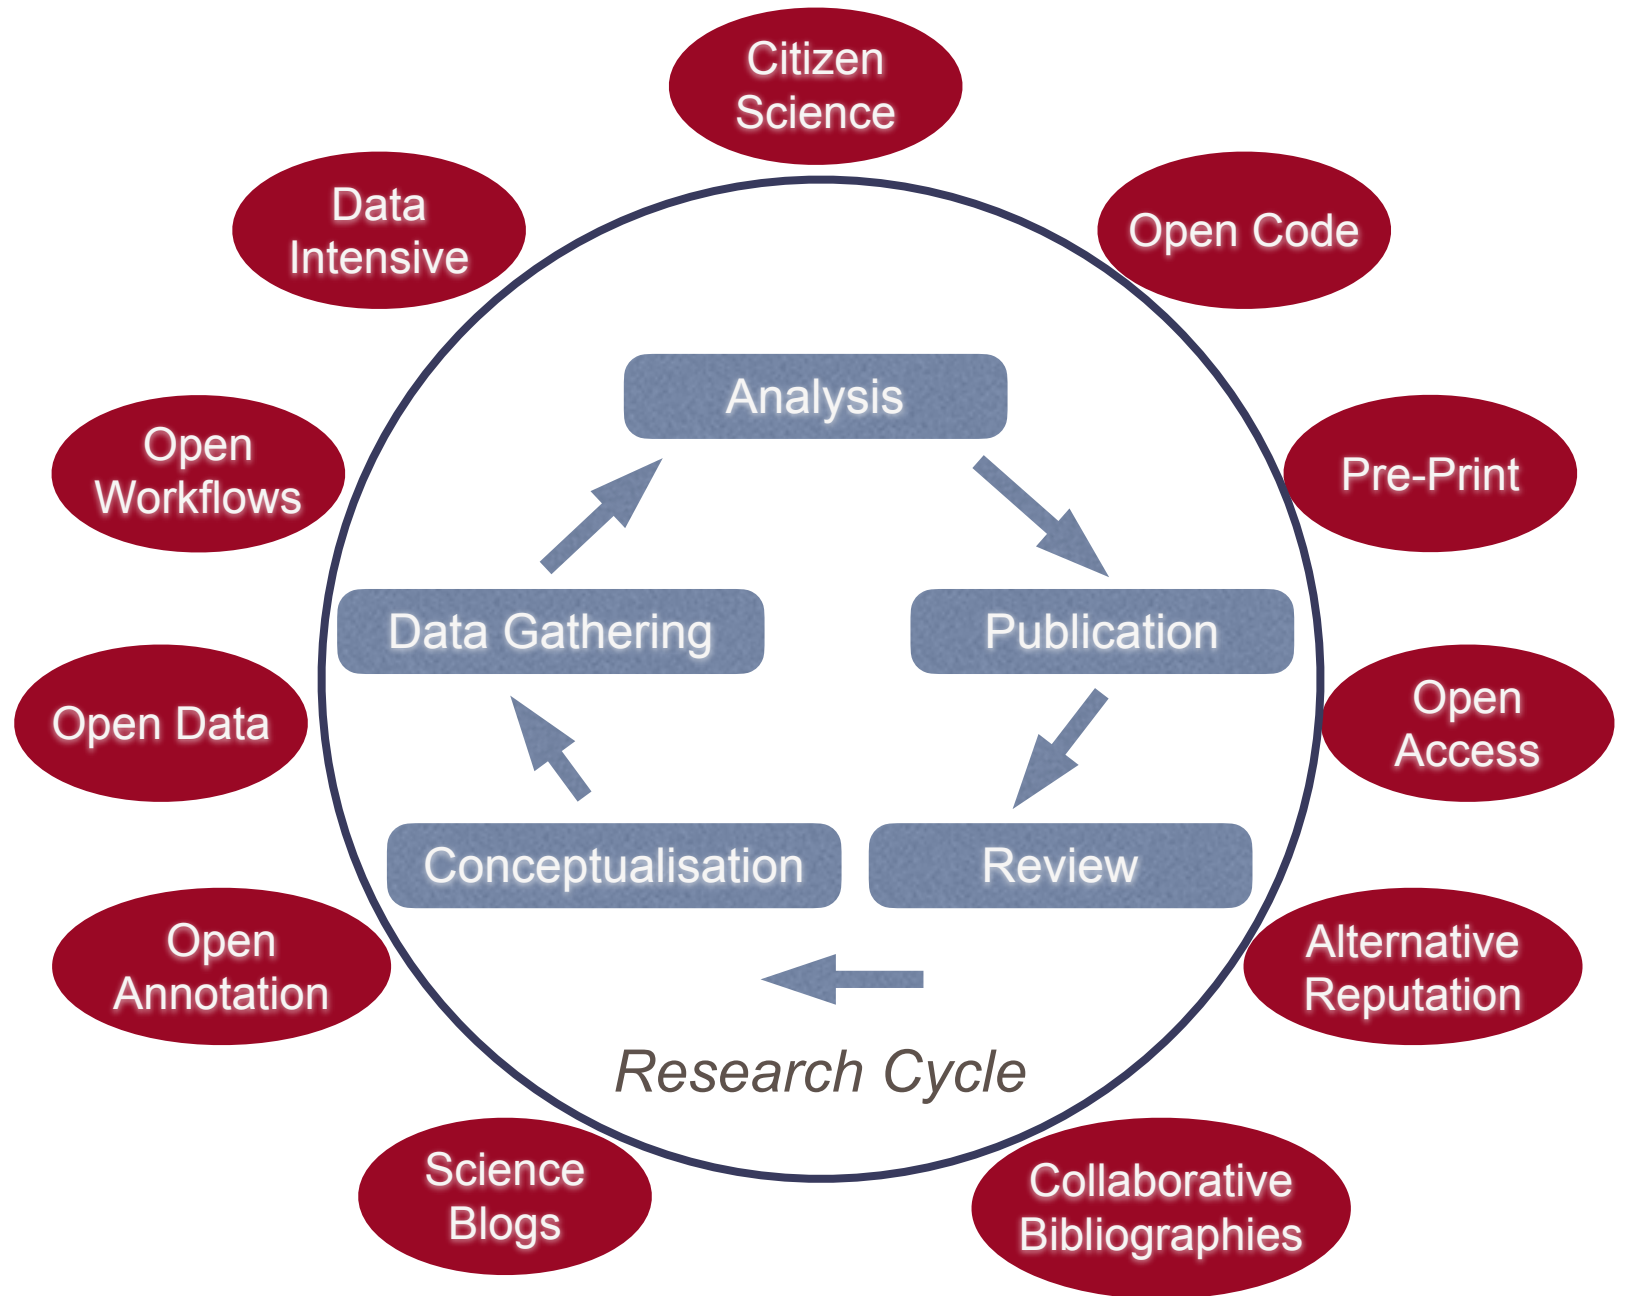 Citizen
Science
Data
Intensive
Open Code
Analysis
Open
Workflows
Pre-Print
Data Gathering
Publication
Open Data
Open
Access
Conceptualisation
Review
Open
Annotation
Alternative
Reputation
Research Cycle
Science
Blogs
Collaborative
Bibliographies